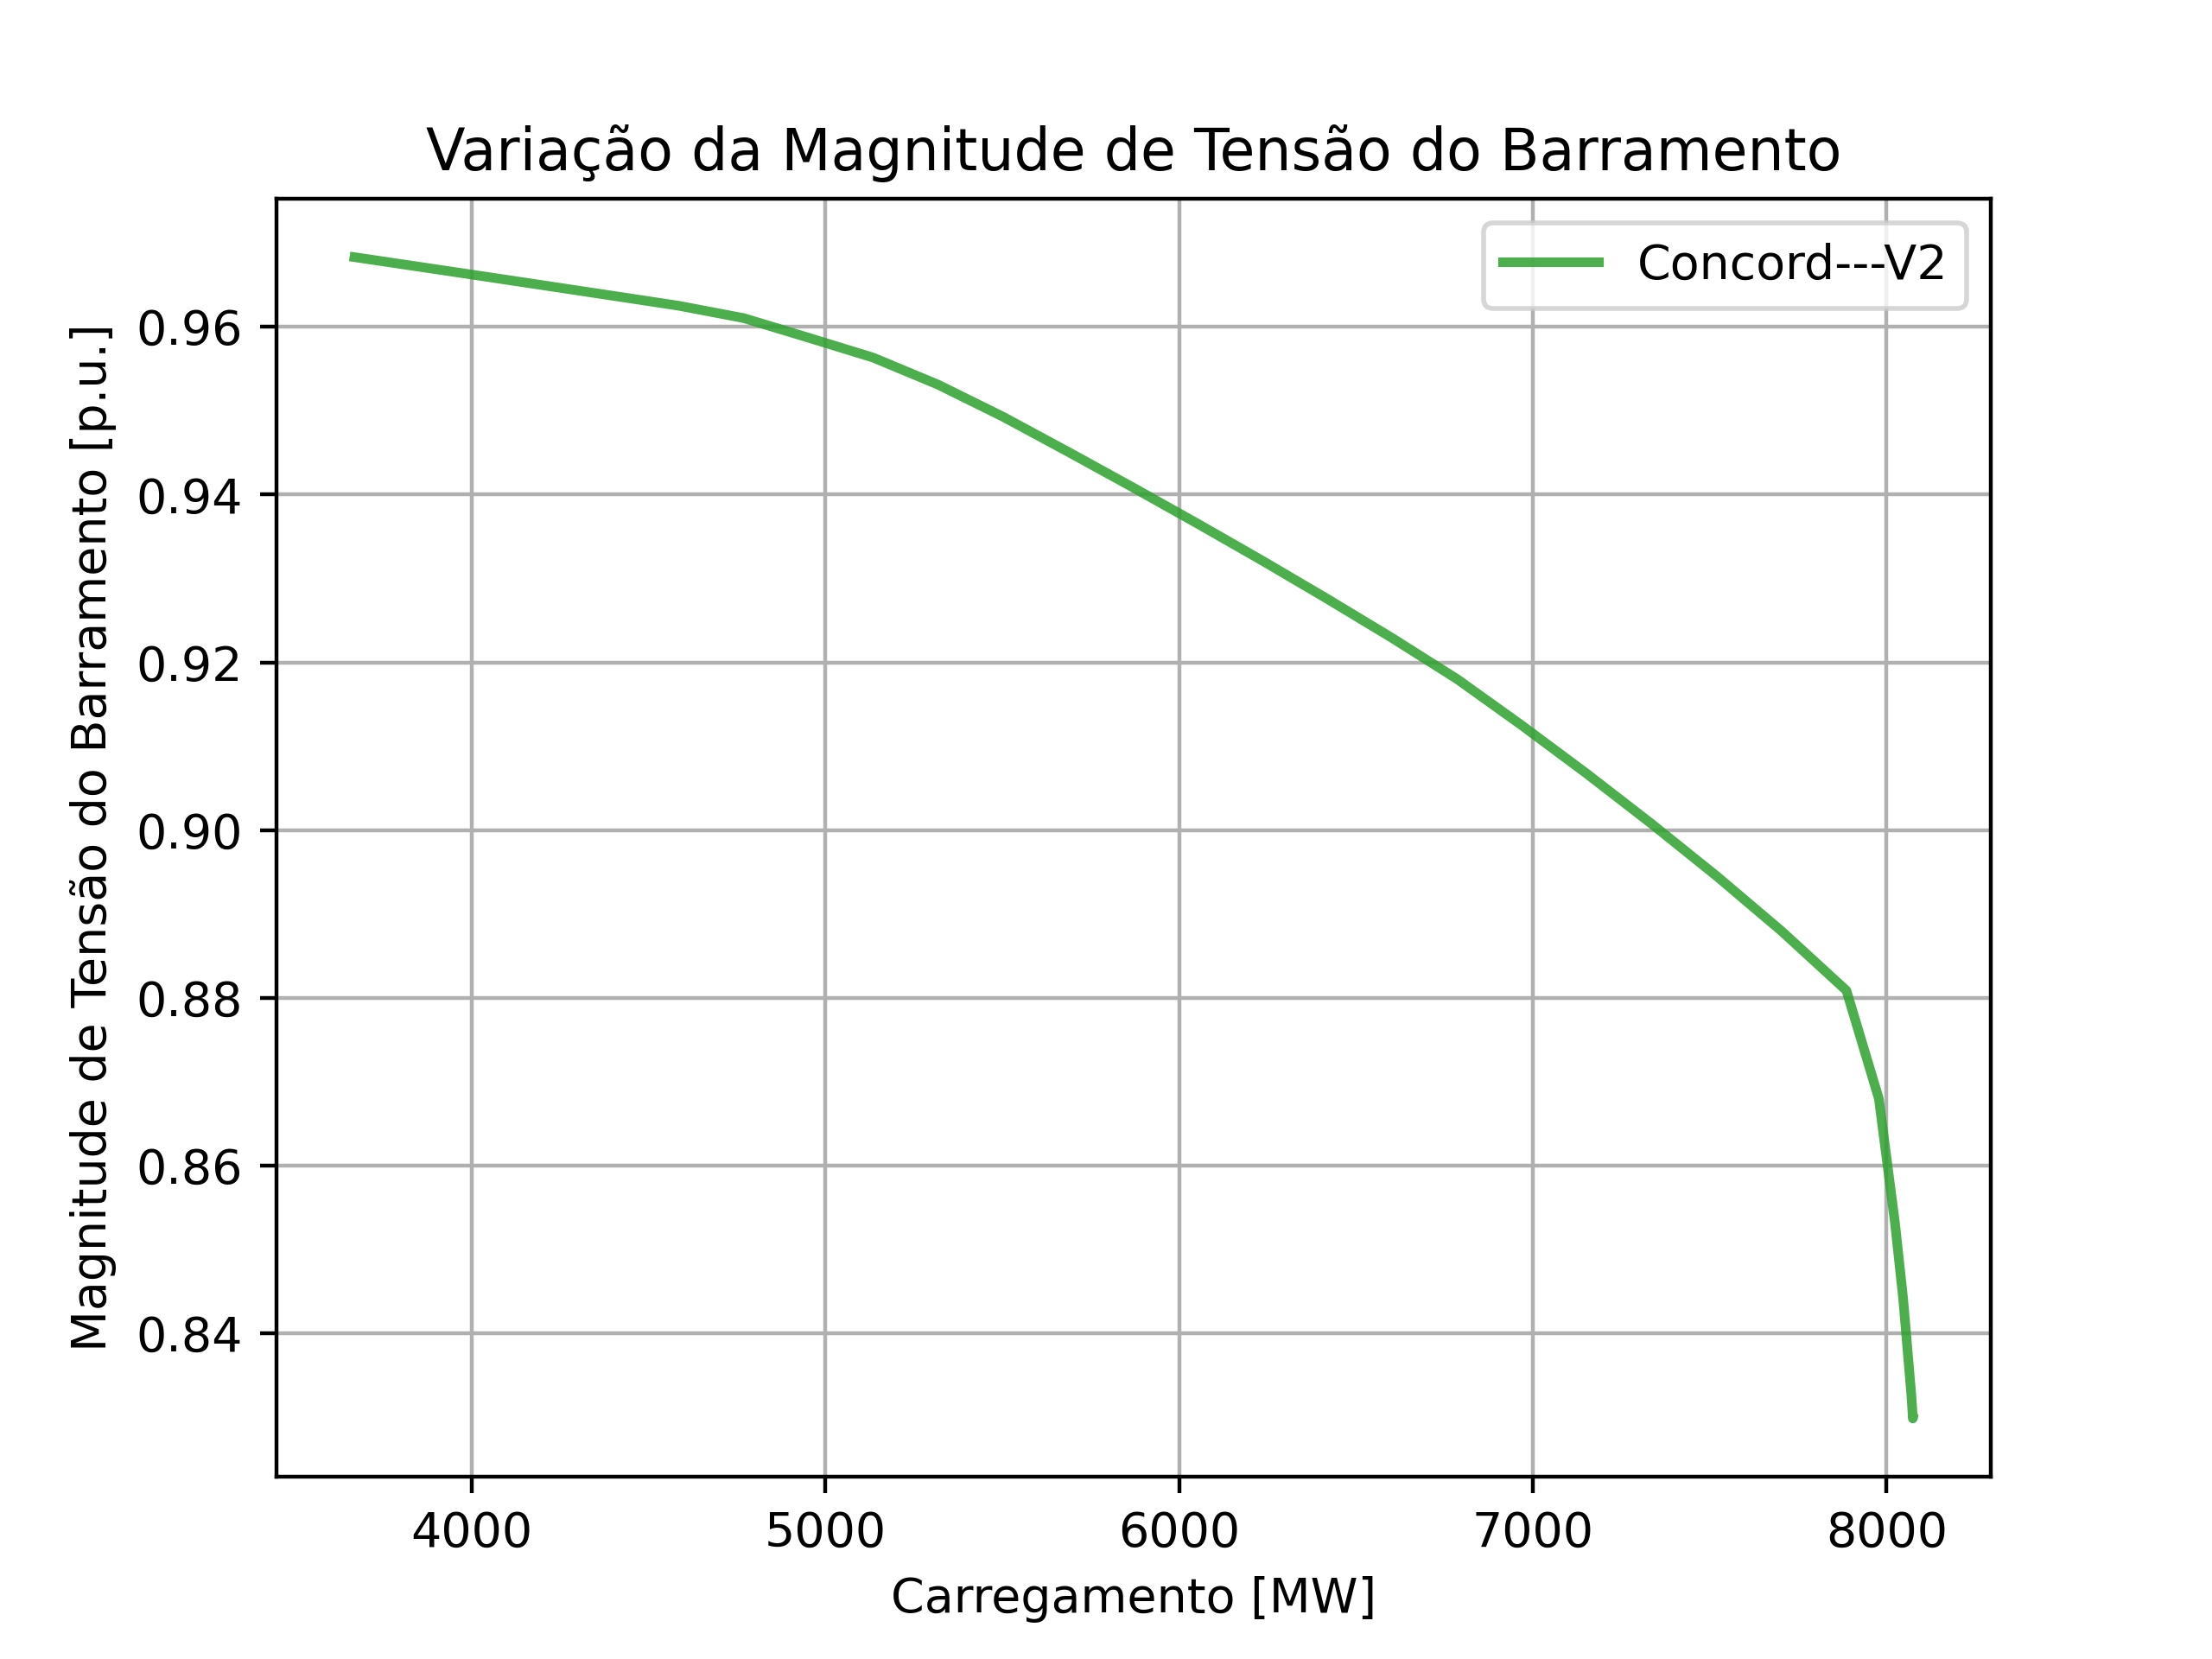 Variação da Magnitude de Tensão do Barramento
Concord---V2
Magnitude de Tensão do Barramento [p.u.]
0.96
0.94
0.92
0.90
0.88
0.86
0.84
4000 5000 6000 7000 8000
Carregamento [MW]